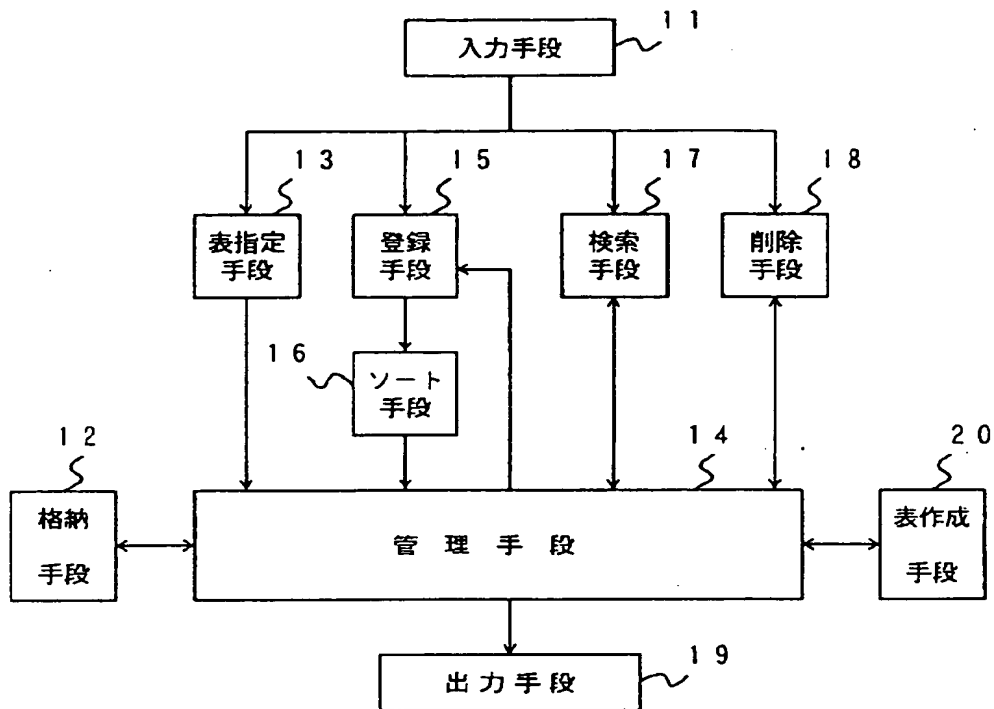 11
入力手段
13
15
17
18
表指定
手段
登録
手段
検索
手段
削除
手段
16
ソート
手段
12
14
20
格納
手段
管理手段
表作成
手段
19
出力手段